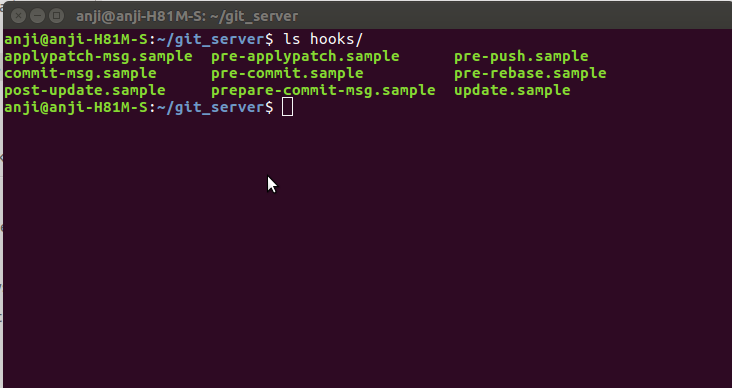 anji@anji-H81M-S: ~/git_server
anji@anji-H81M-S:~/git_server$ ls hooks/
applypatch-msg.sample  pre-applypatch.sample      pre-push.sample
commit-msg.sample      pre-commit.sample          pre-rebase.sample
post-update.sample     prepare-commit-msg.sample  update.sample
anji@anji-H81M-S:~/git_server$